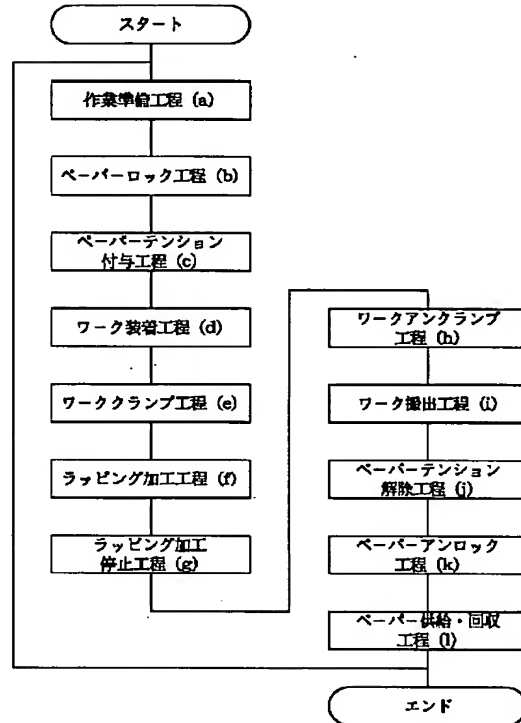 スタート
作業準備工程 (a)
ペーパーロック工程 (b)
ペーパーテンション
付与工程 (c)
ワーク装着工程 (d)
ワーククランプ工程 (e)
ラッピング加工工程 (f)
ラッピング加工
停止工程 (g)
ワークアンクランプ
工程 (h)
ワーク搬出工程 (i)
ペーパーテンション
解除工程 (j)
ペーパーアンロック
工程 (k)
ペーパー供給・回収
工程 (l)
エンド